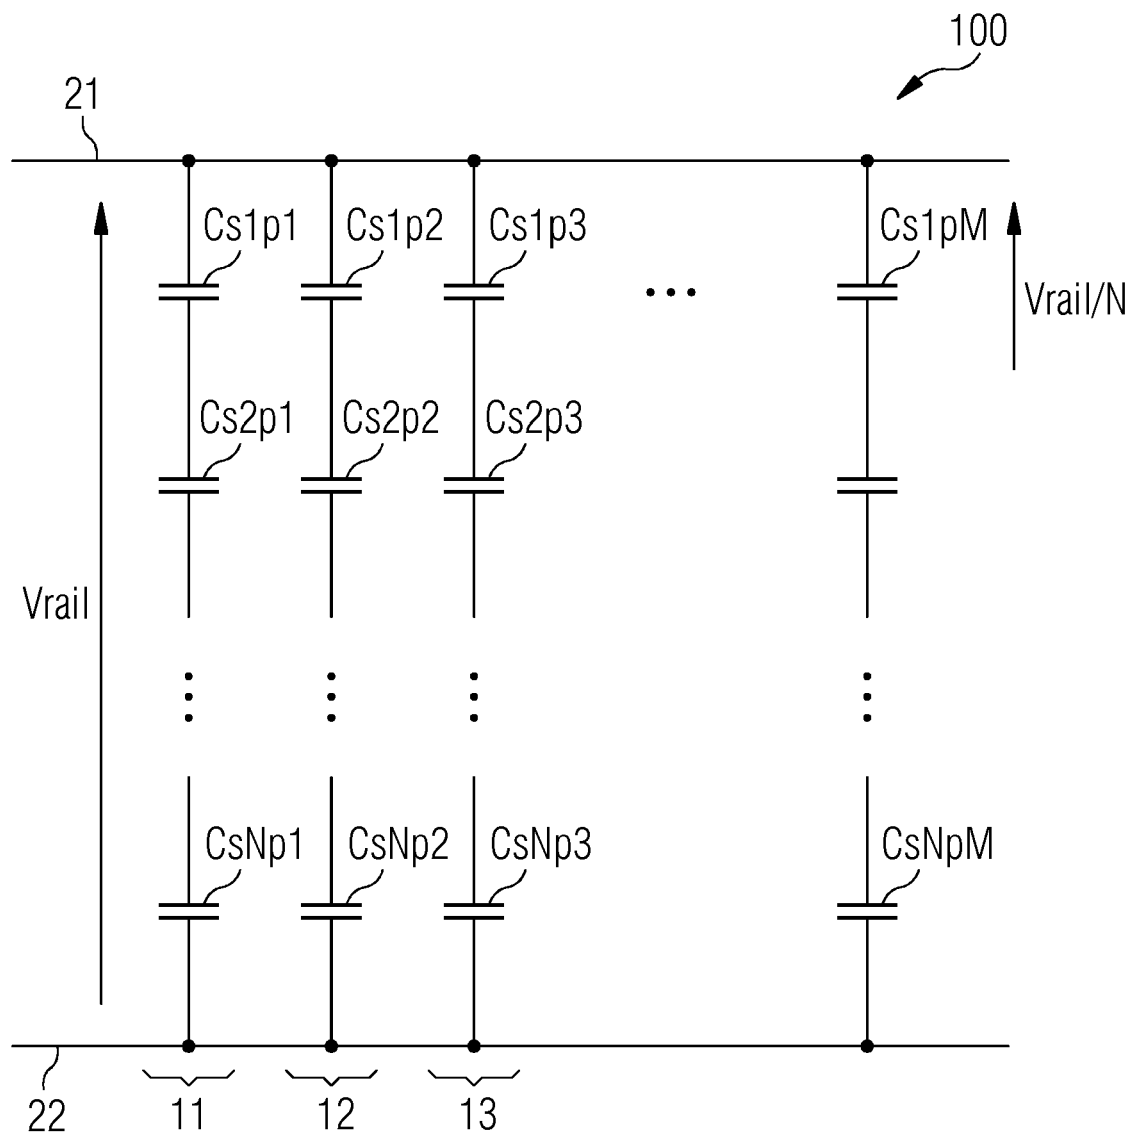 100
21
Cs1p1 Cs1p2 Cs1p3 Cs1pM
Vrail/N
Cs2p1 Cs2p2 Cs2p3
Vrail
CsNp1 CsNp2 CsNp3 CsNpM
22 11 12 13